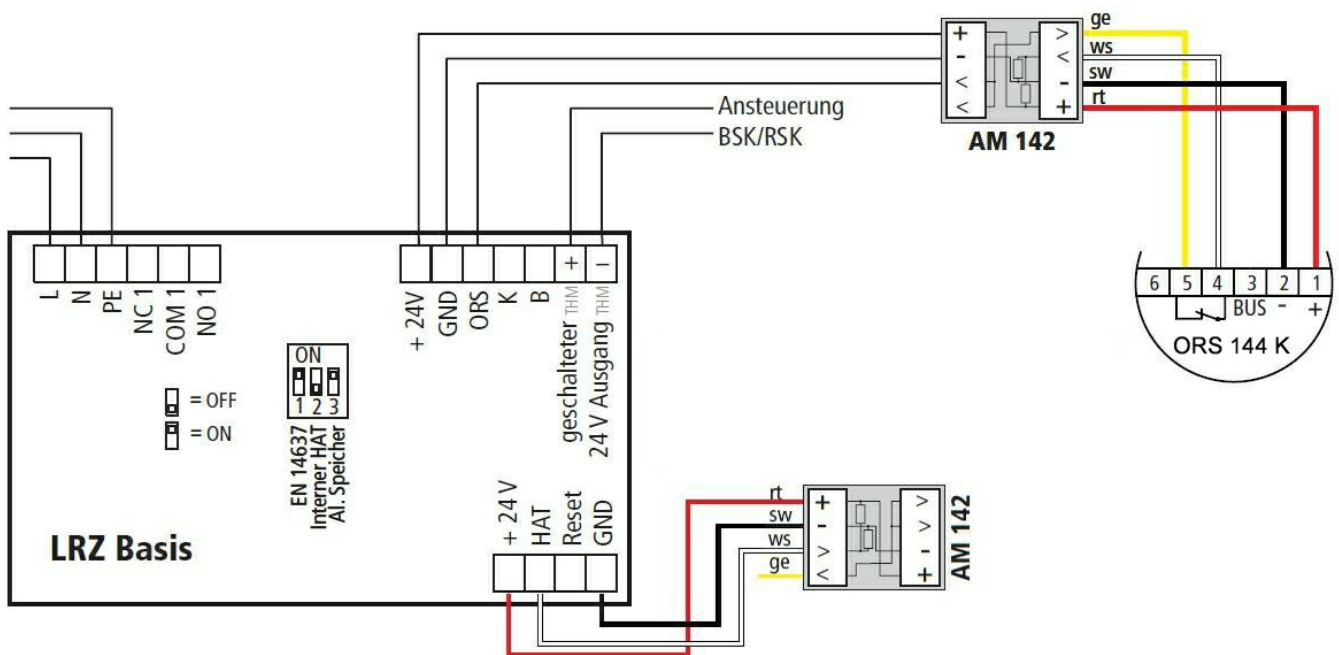 ge
ws
sw
rt
+
-
<
<
>
<
-
+
AM 142
Ansteuerung
BSK/RSK
L
N
PE
NC 1
COM 1
NO 1
+ 24V
GND
ORS
K
B
+
–
geschalteter THM
24 V Ausgang THM
= OFF
= ON
ON
1 2 3
EN 14637
Interner HAT
Al. Speicher
6 5 4 3 2 1
BUS - +
ORS 144 K
LRZ Basis
+ 24 V
HAT
Reset
GND
rt
sw
ws
ge
+
-
>
<
>
>
-
+
AM 142